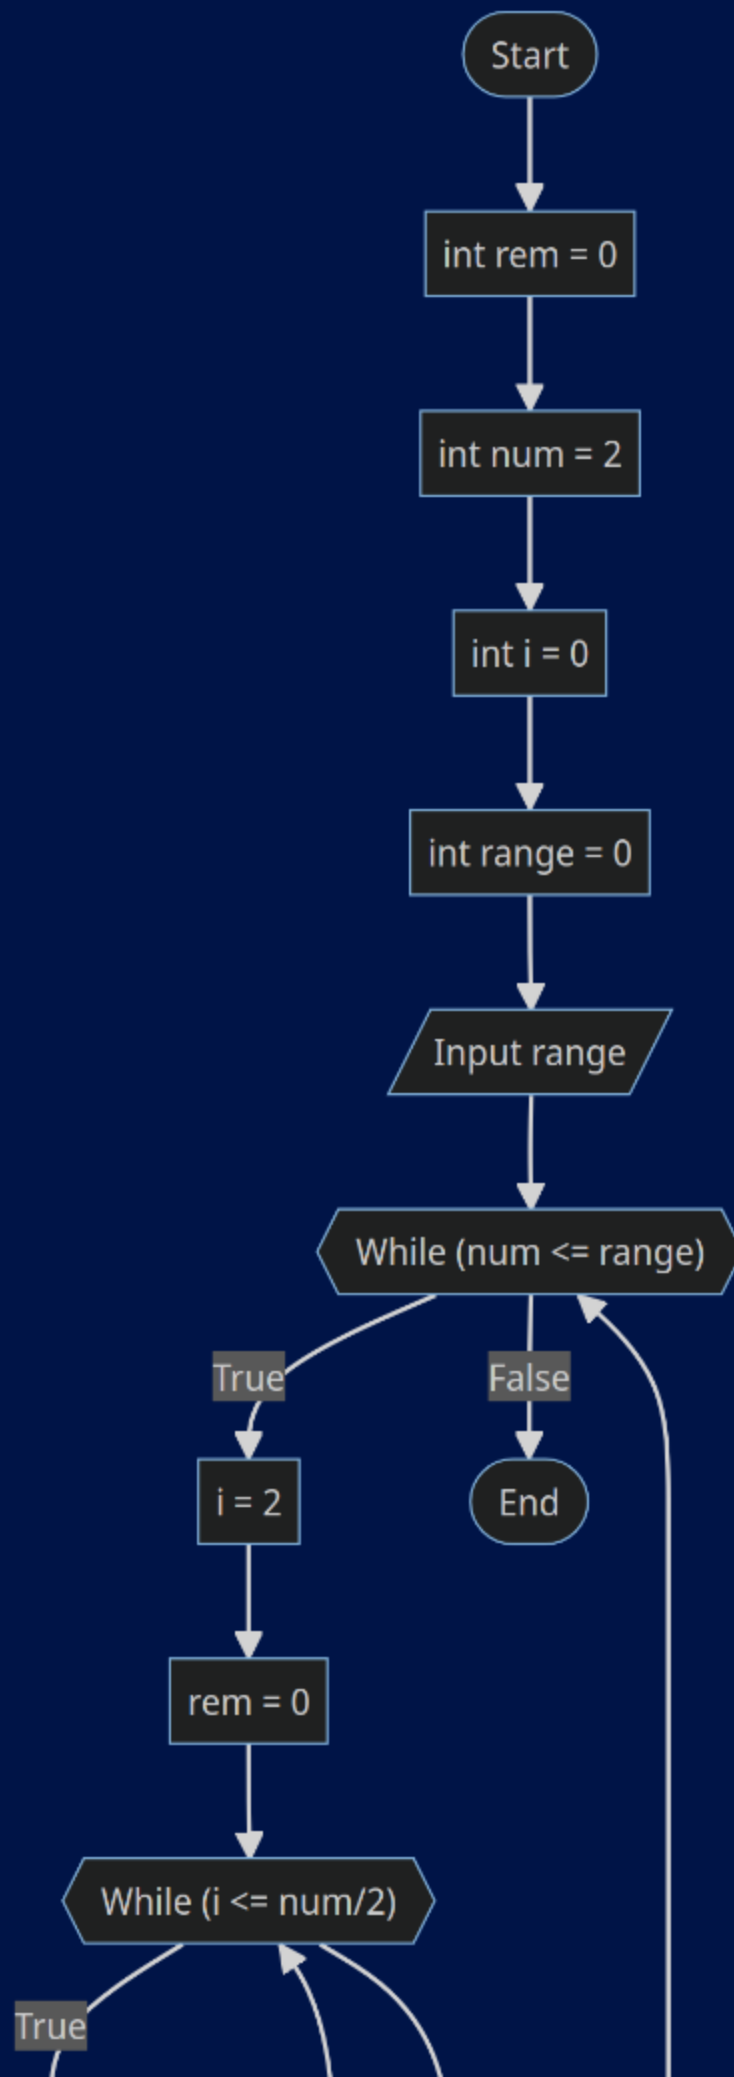 Start
int rem = 0
int num = 2
int i = 0
int range = 0
Input range
While (num <= range)
True
False
i = 2
End
rem = 0
While (i <= num/2)
True